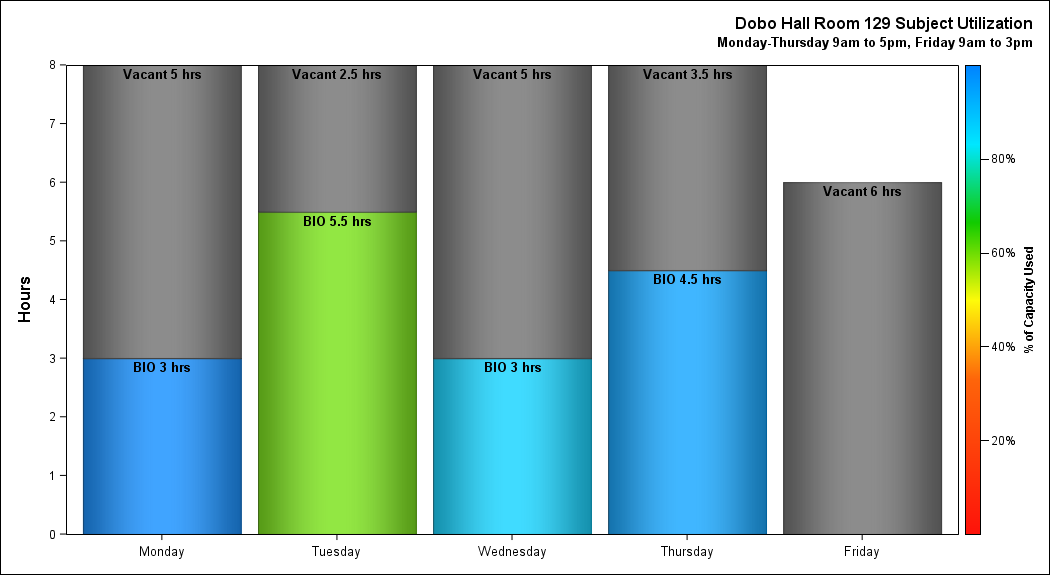 Dobo Hall Room 129 Subject Utilization
Monday-Thursday 9am to 5pm, Friday 9am to 3pm
8
7
6
5
4
3
2
1
0
Hours
Vacant 5 hrs
Vacant 2.5 hrs
Vacant 5 hrs
Vacant 3.5 hrs
Vacant 6 hrs
BIO 5.5 hrs
BIO 4.5 hrs
BIO 3 hrs
BIO 3 hrs
Monday
Tuesday
Wednesday
Thursday
Friday
80%
60%
40%
20%
% of Capacity Used